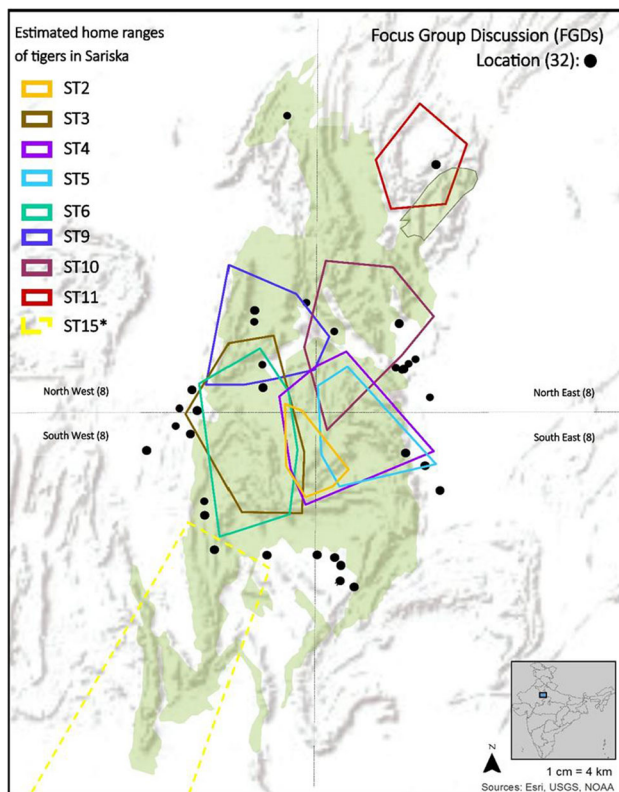 Estimated home ranges
of tigers in Sariska
Focus Group Discussion (FGDs)
Location (32):
ST2
ST3
ST4
ST5
ST6
ST9
ST10
ST11
ST15*
North West (8)
North East (8)
South West (8)
South East (8)
N
1 cm = 4 km
Sources: Esri, USGS, NOAA